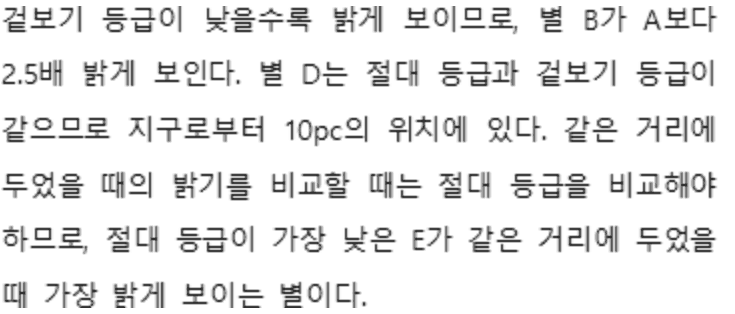 겉보기 등급이 낮을수록 밝게 보이므로, 별 B가 A보다
2.5배 밝게 보인다. 별 D는 절대 등급과 겉보기 등급이
같으므로 지구로부터 10pc의 위치에 있다. 같은 거리에
두었을 때의 밝기를 비교할 때는 절대 등급을 비교해야
하므로, 절대 등급이 가장 낮은 E가 같은 거리에 두었을
때 가장 밝게 보이는 별이다.